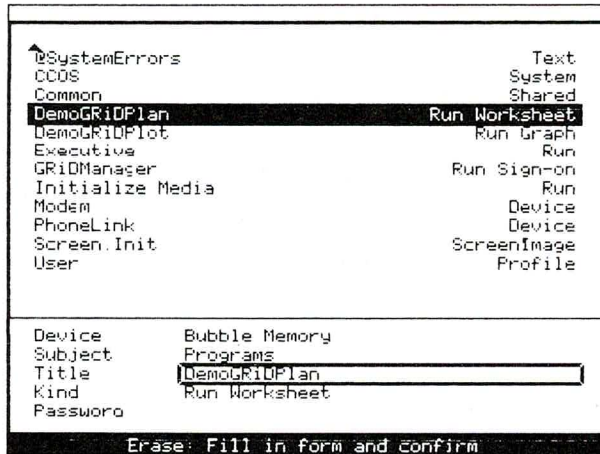 @SystemErrors Text
CCOS System
Common Shared
DemoGRiDPlan Run Worksheet
DemoGRiDPlot Run Graph
Executive Run
GRiDManager Run Sign-on
Initialize Media Run
Modem Device
PhoneLink Device
Screen.Init ScreenImage
User Profile
Device Bubble Memory
Subject Programs
Title DemoGRiDPlan
Kind Run Worksheet
Password
Erase: Fill in form and confirm